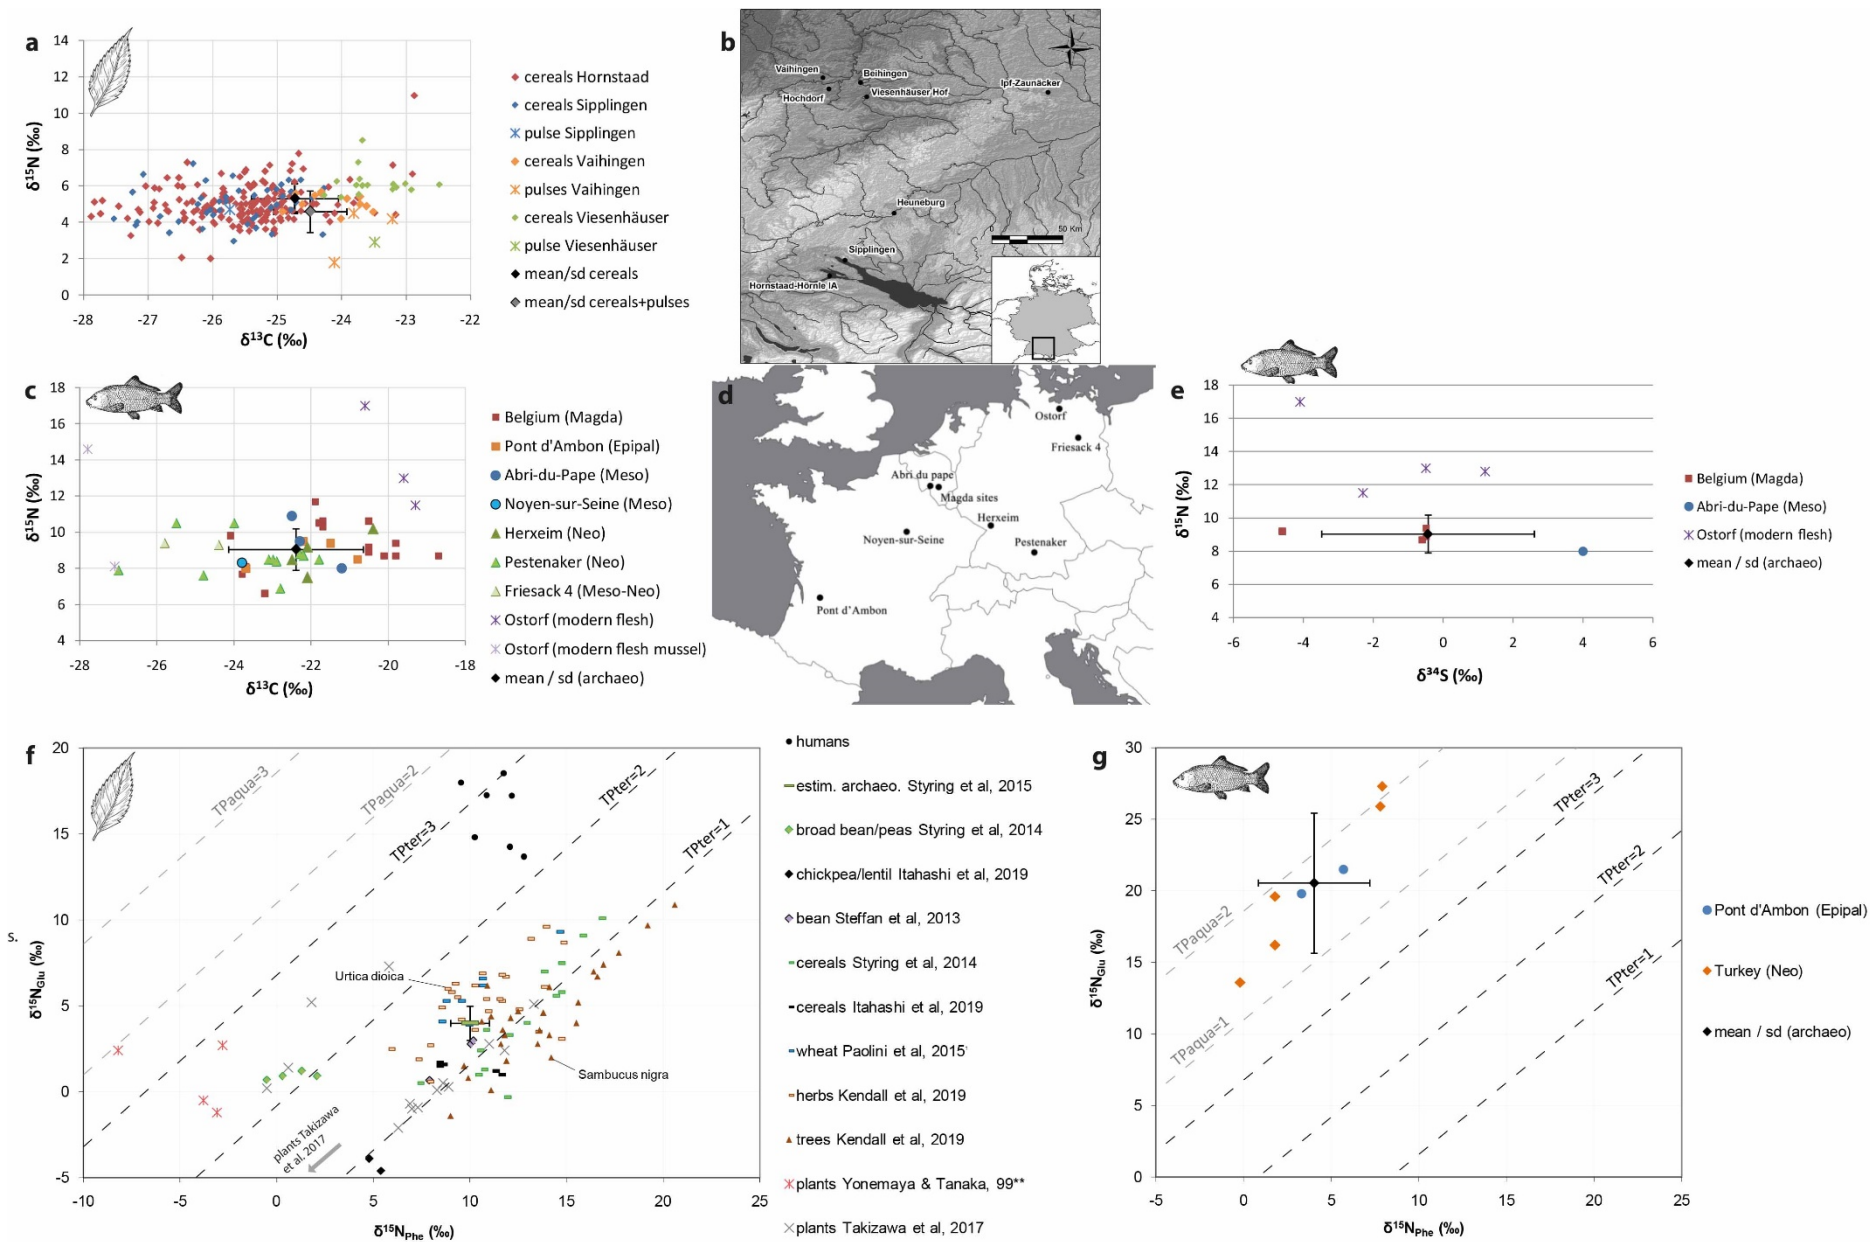 a
14
12
10
8
6
4
2
0
δ¹⁵N (‰)
-28
-27
-26
-25
-24
-23
-22
δ¹³C (‰)
cereals Hornstaad
cereals Sipplingen
pulse Sipplingen
cereals Vaihingen
pulses Vaihingen
cereals Viesenhäuser
pulse Viesenhäuser
mean/sd cereals
mean/sd cereals+pulses
b
N
Vaihingen
Beihingen
Ipf-Zaunäcker
Hochdorf
Viesenhäuser Hof
Heuneburg
0
50 Km
Sipplingen
Hornstaad-Hörnle IA
c
18
16
14
12
10
8
6
4
δ¹⁵N (‰)
-28
-26
-24
-22
-20
-18
δ¹³C (‰)
Belgium (Magda)
Pont d'Ambon (Epipal)
Abri-du-Pape (Meso)
Noyen-sur-Seine (Meso)
Herxeim (Neo)
Pestenaker (Neo)
Friesack 4 (Meso-Neo)
Ostorf (modern flesh)
Ostorf (modern flesh mussel)
mean / sd (archaeo)
d
Ostorf
Friesack 4
Abri du pape
Magda sites
Herxeim
Noyen-sur-Seine
Pestenaker
Pont d'Ambon
e
18
16
14
12
10
8
6
4
δ¹⁵N (‰)
-6
-4
-2
0
2
4
6
δ³⁴S (‰)
Belgium (Magda)
Abri-du-Pape (Meso)
Ostorf (modern flesh)
mean / sd (archaeo)
s.
f
20
15
10
5
0
-5
δ¹⁵N_Glu (‰)
-10
-5
0
5
10
15
20
25
δ¹⁵N_Phe (‰)
TPaqua=3
TPaqua=2
TPter=3
TPter=2
TPter=1
Urtica dioica
Sambucus nigra
plants Takizawa
et al. 2017
humans
estim. archaeo. Styring et al, 2015
broad bean/peas Styring et al, 2014
chickpea/lentil Itahashi et al, 2019
bean Steffan et al, 2013
cereals Styring et al, 2014
cereals Itahashi et al, 2019
wheat Paolini et al, 2015
herbs Kendall et al, 2019
trees Kendall et al, 2019
plants Yonemaya & Tanaka, 99**
plants Takizawa et al, 2017
g
30
25
20
15
10
5
0
δ¹⁵N_Glu (‰)
-5
0
5
10
15
20
25
δ¹⁵N_Phe (‰)
TPaqua=2
TPaqua=1
TPter=3
TPter=2
TPter=1
Pont d'Ambon (Epipal)
Turkey (Neo)
mean / sd (archaeo)